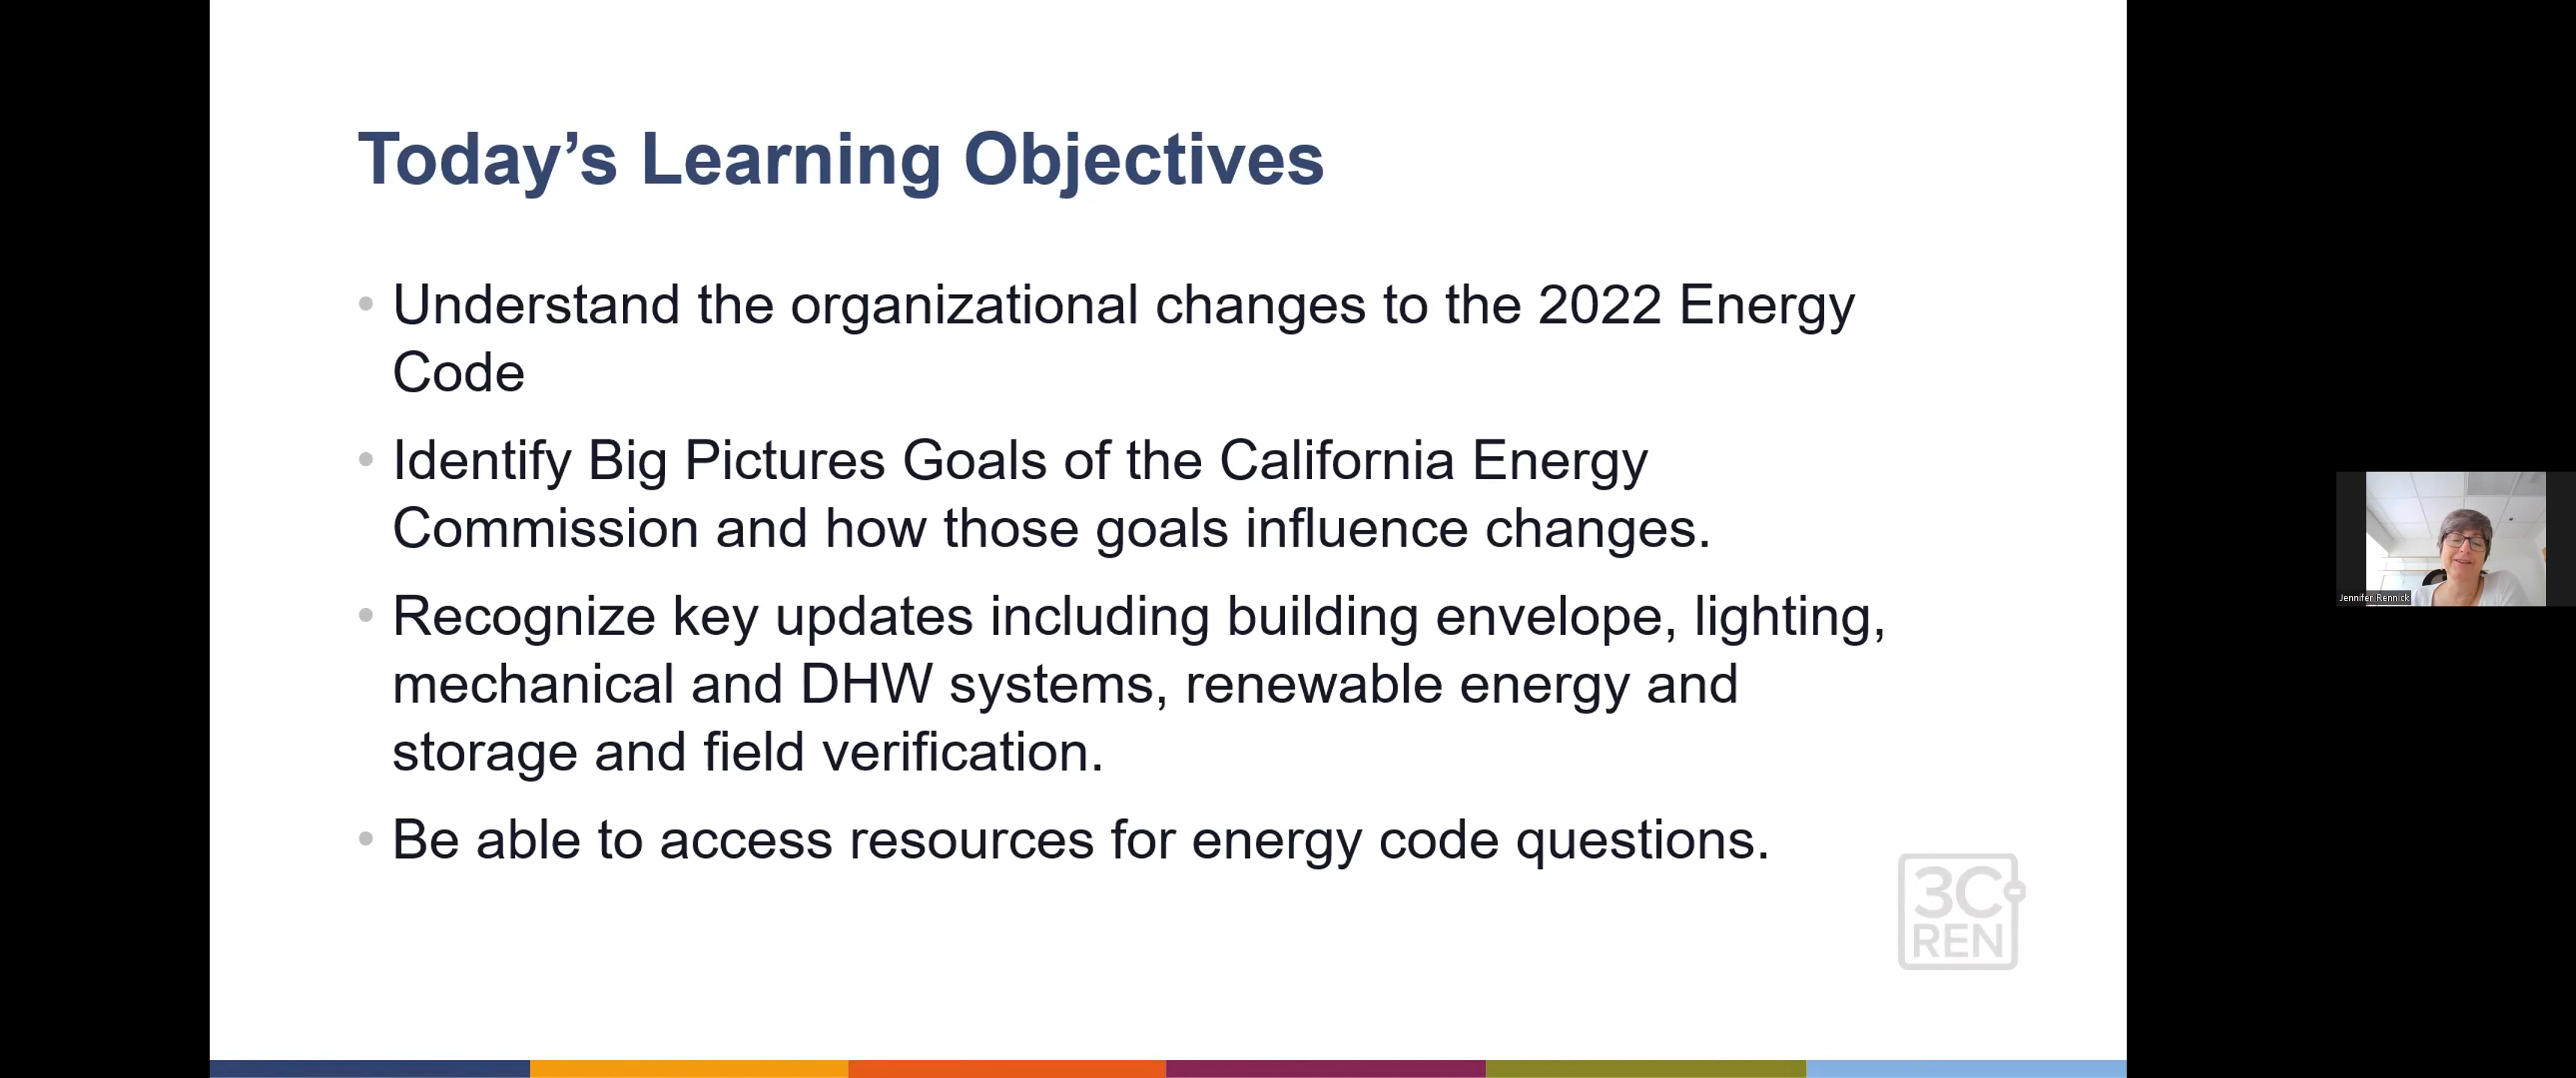 Today’s Learning Objectives
• Understand the organizational changes to the 2022 Energy
Code
• Identify Big Pictures Goals of the California Energy
Commission and how those goals influence changes.
• Recognize key updates including building envelope, lighting,
mechanical and DHW systems, renewable energy and
storage and field verification.
• Be able to access resources for energy code questions.
3C
REN
Jennifer Rennick